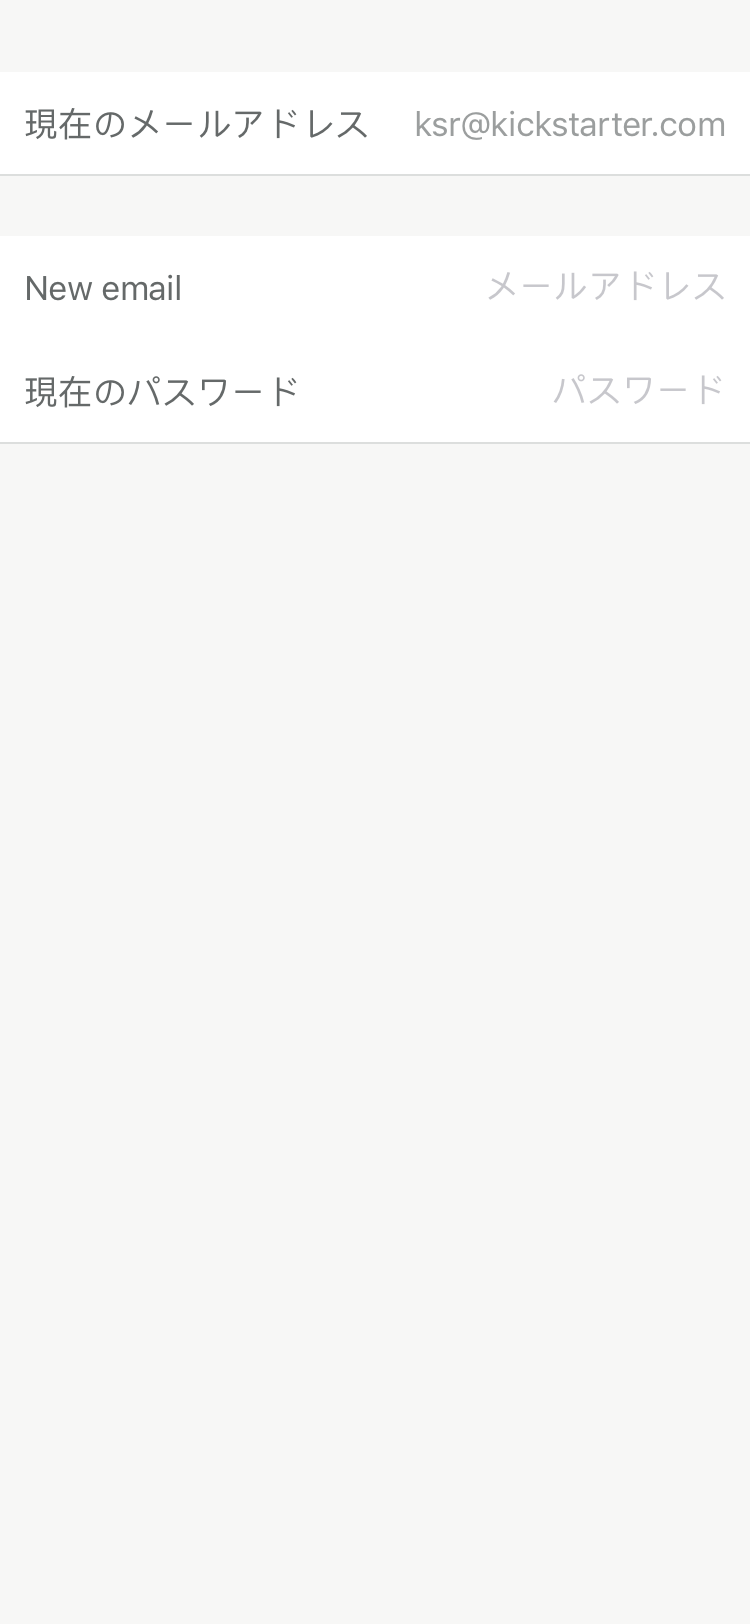 現在のメールアドレス ksr@kickstarter.com
New email メールアドレス
現在のパスワード パスワード